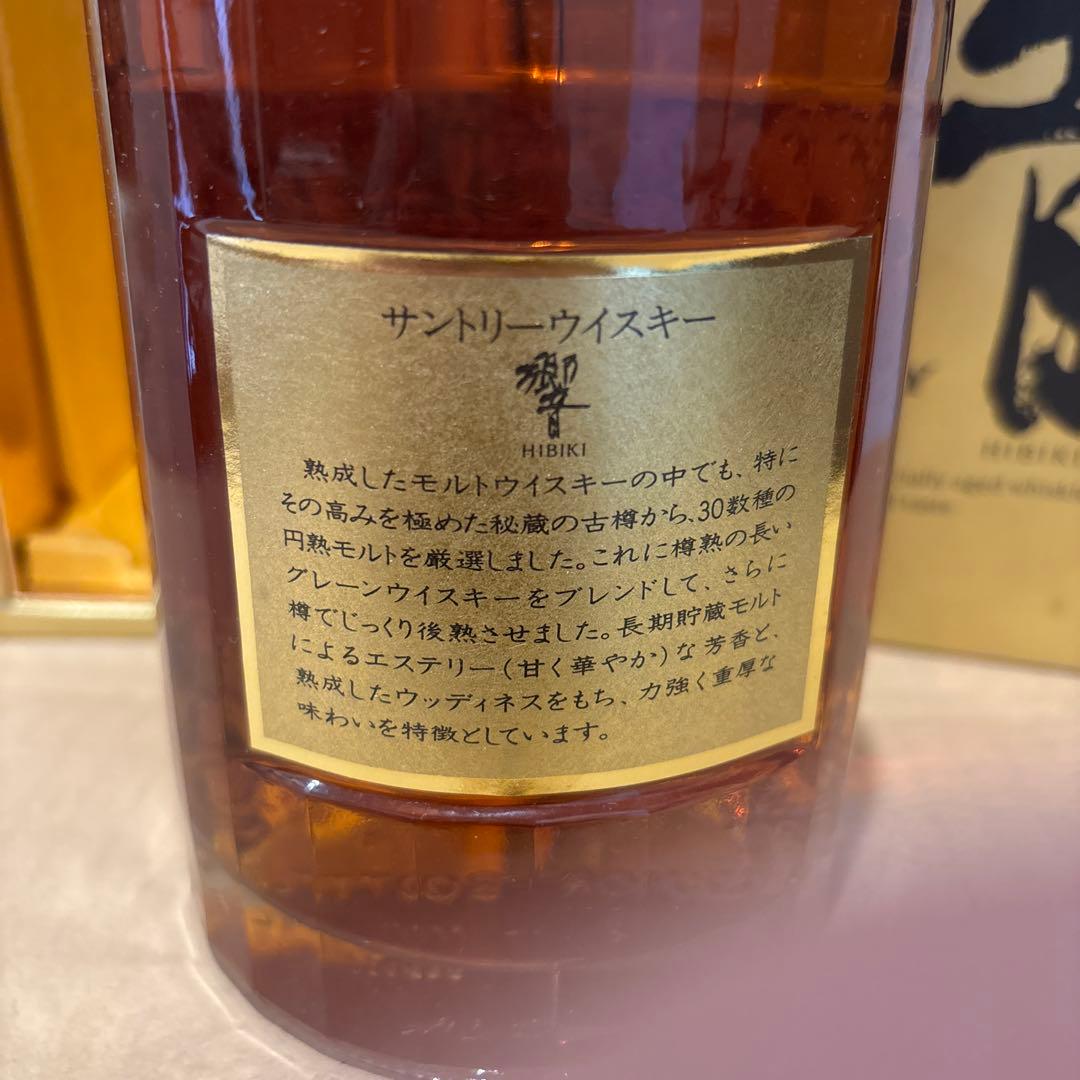 サントリーウイスキー
響
HIBIKI
熟成したモルトウイスキーの中でも、特に
その高みを極めた秘蔵の古樽から、30数種の
円熟モルトを厳選しました。これに樽熟の長い
グレーンウイスキーをブレンドして、さらに
樽でじっくり後熟させました。長期貯蔵モルト
によるエステリー(甘く華やか)な芳香と、
熟成したウッディネスをもち、力強く重厚な
味わいを特徴としています。
HIBIKI
aged whisk